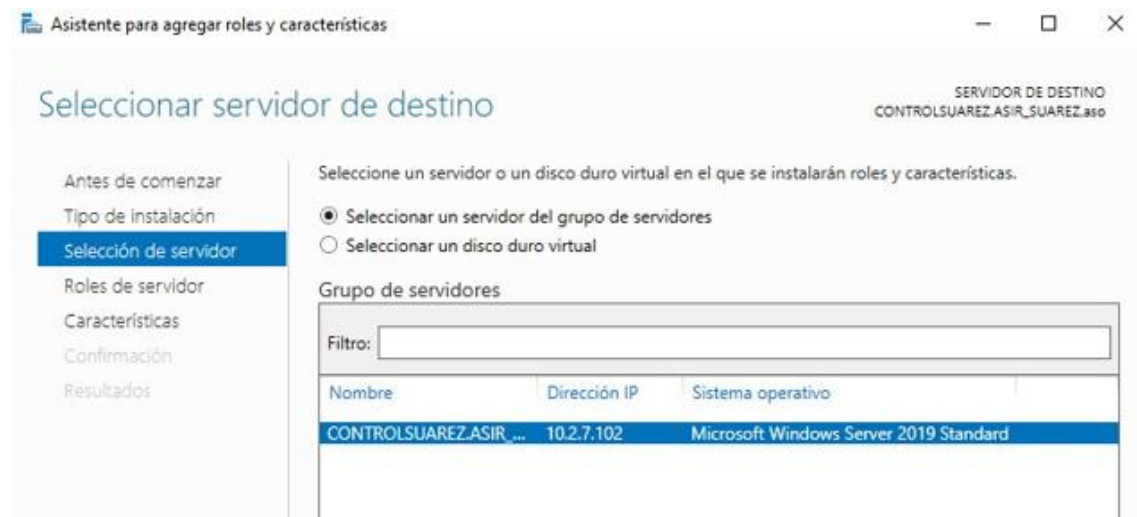 Asistente para agregar roles y características
Seleccionar servidor de destino
SERVIDOR DE DESTINO
CONTROLSUAREZ.ASIR_SUAREZ.aso
Antes de comenzar
Tipo de instalación
Selección de servidor
Roles de servidor
Características
Confirmación
Resultados
Seleccione un servidor o un disco duro virtual en el que se instalarán roles y características.
Seleccionar un servidor del grupo de servidores
Seleccionar un disco duro virtual
Grupo de servidores
Filtro:
Nombre Dirección IP Sistema operativo
CONTROLSUAREZ.ASIR_... 10.2.7.102 Microsoft Windows Server 2019 Standard